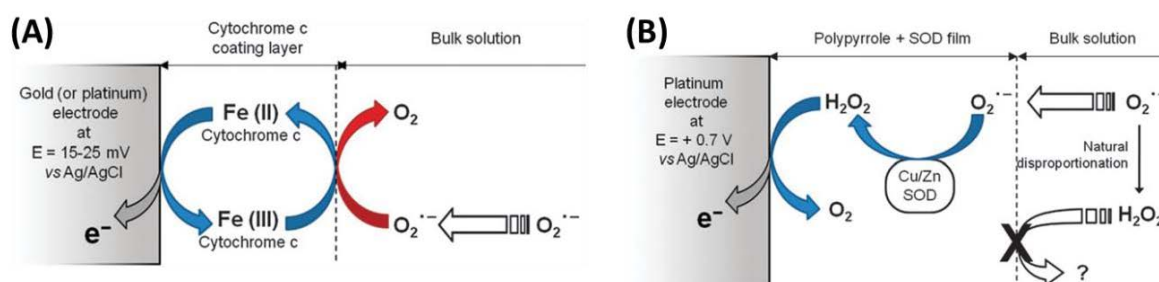 (A)
Cytochrome c
coating layer
Bulk solution
Gold (or platinum)
electrode
at
E = 15-25 mV
vs Ag/AgCl
Fe (II)
Cytochrome c
O₂
Fe (III)
Cytochrome c
e⁻
O₂˙⁻
O₂˙⁻
(B)
Polypyrrole + SOD film
Bulk solution
Platinum
electrode
at
E = + 0.7 V
vs Ag/AgCl
H₂O₂
O₂˙⁻
O₂˙⁻
Natural
disproportionation
Cu/Zn
SOD
e⁻
O₂
X
H₂O₂
?